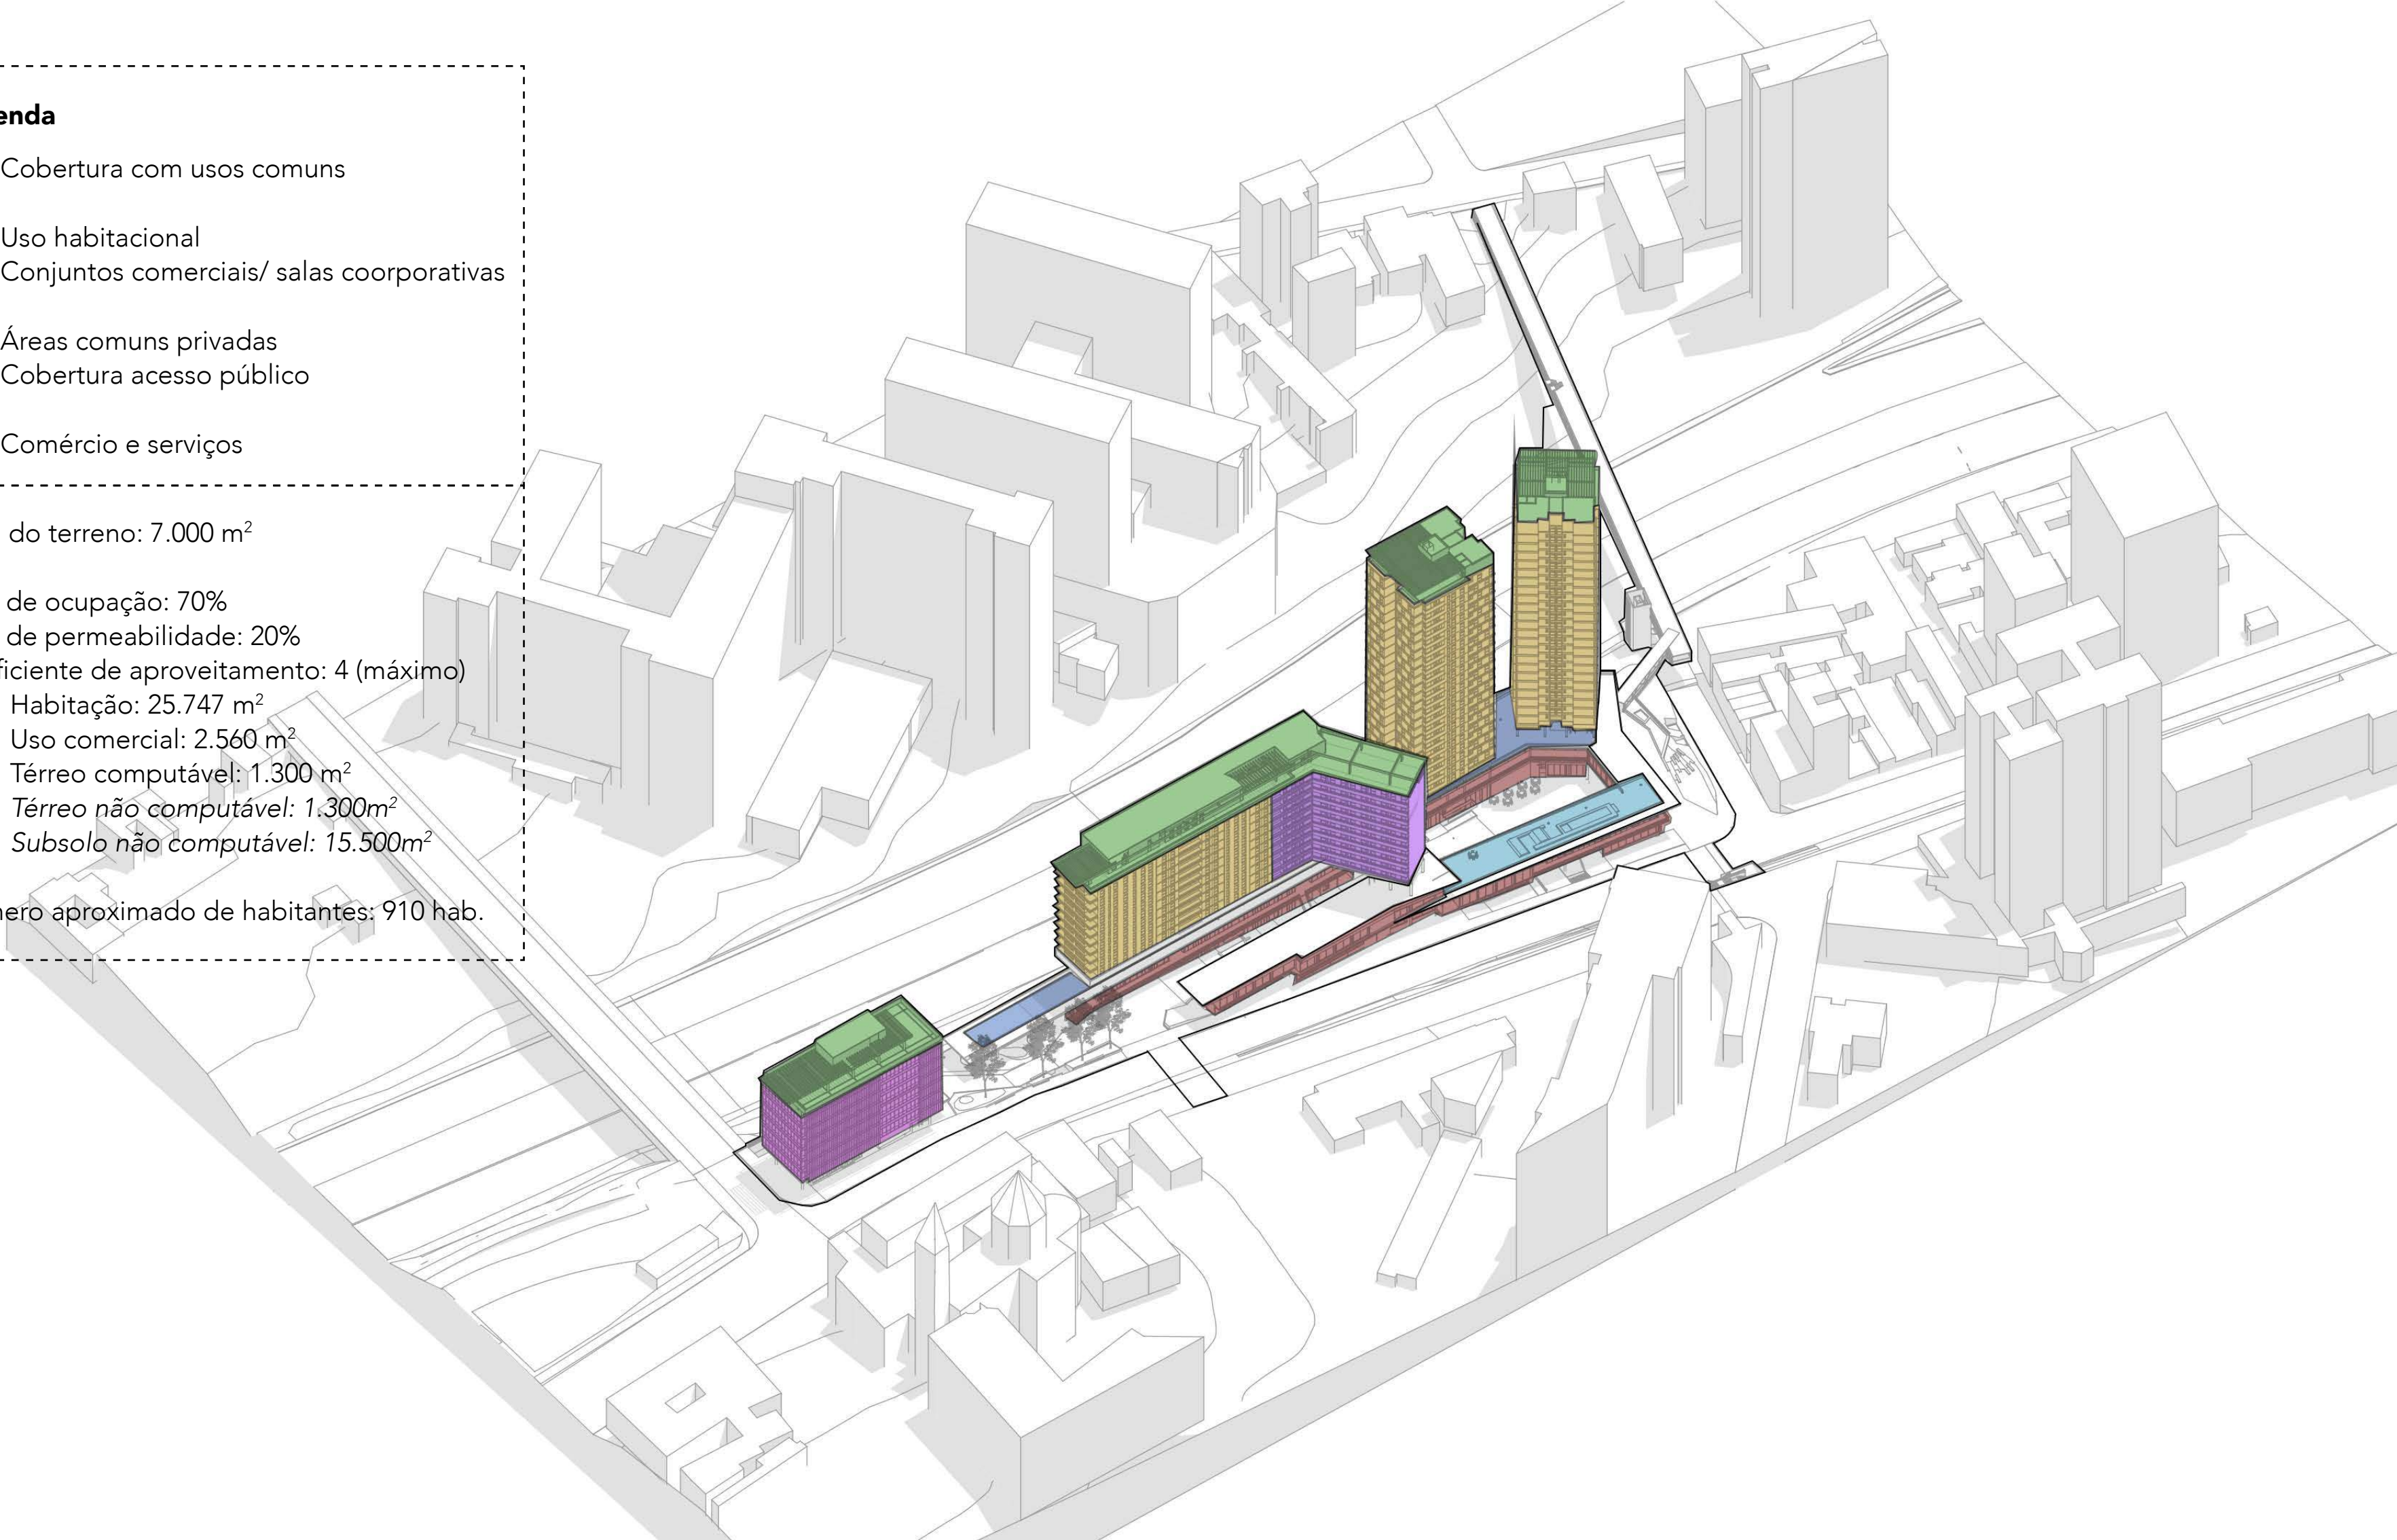 enda
Cobertura com usos comuns
Uso habitacional
Conjuntos comerciais/ salas coorporativas
Áreas comuns privadas
Cobertura acesso público
Comércio e serviços
do terreno: 7.000 m²
de ocupação: 70%
de permeabilidade: 20%
ficiente de aproveitamento: 4 (máximo)
Habitação: 25.747 m²
Uso comercial: 2.560 m²
Térreo computável: 1.300 m²
Térreo não computável: 1.300m²
Subsolo não computável: 15.500m²
mero aproximado de habitantes: 910 hab.